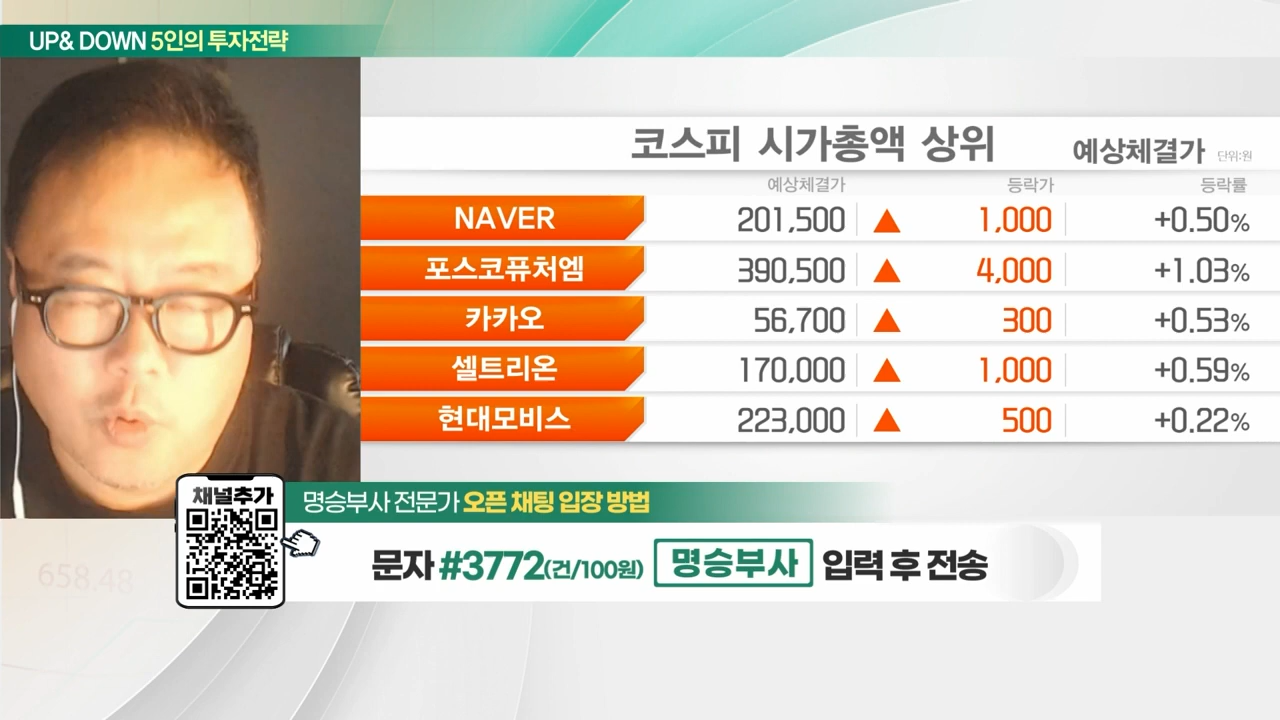 UP& DOWN 5인의 투자전략
코스피 시가총액 상위 예상체결가 단위:원
예상체결가 등락가 등락률
NAVER 201,500 ▲ 1,000 +0.50%
포스코퓨처엠 390,500 ▲ 4,000 +1.03%
카카오 56,700 ▲ 300 +0.53%
셀트리온 170,000 ▲ 1,000 +0.59%
현대모비스 223,000 ▲ 500 +0.22%
채널추가
명승부사 전문가 오픈 채팅 입장 방법
문자 #3772(건/100원) 명승부사 입력 후 전송
658.48